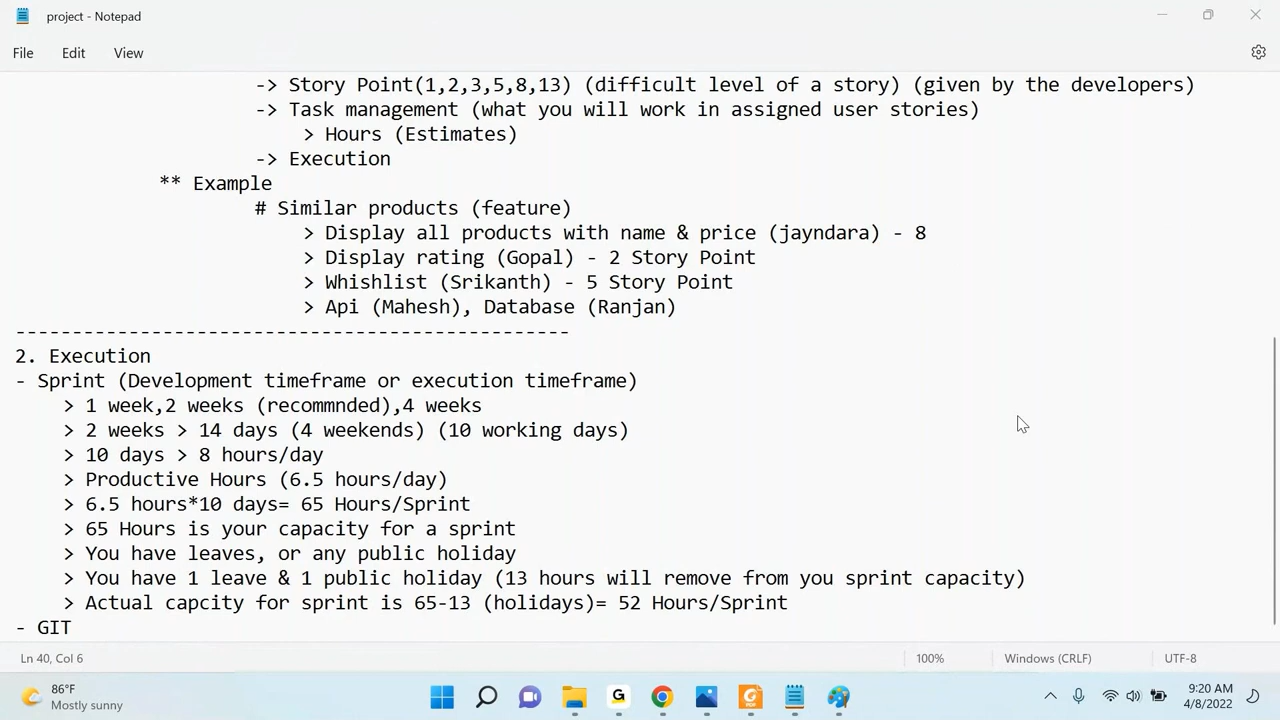 project - Notepad
File Edit View
-> Story Point(1,2,3,5,8,13) (difficult level of a story) (given by the developers)
-> Task management (what you will work in assigned user stories)
> Hours (Estimates)
-> Execution
** Example
# Similar products (feature)
> Display all products with name & price (jayndara) - 8
> Display rating (Gopal) - 2 Story Point
> Whishlist (Srikanth) - 5 Story Point
> Api (Mahesh), Database (Ranjan)
-------------------------------------------------
2. Execution
- Sprint (Development timeframe or execution timeframe)
> 1 week,2 weeks (recommnded),4 weeks
> 2 weeks > 14 days (4 weekends) (10 working days)
> 10 days > 8 hours/day
> Productive Hours (6.5 hours/day)
> 6.5 hours*10 days= 65 Hours/Sprint
> 65 Hours is your capacity for a sprint
> You have leaves, or any public holiday
> You have 1 leave & 1 public holiday (13 hours will remove from you sprint capacity)
> Actual capcity for sprint is 65-13 (holidays)= 52 Hours/Sprint
- GIT
Ln 40, Col 6 100% Windows (CRLF) UTF-8
86°F
Mostly sunny
G
PDF
9:20 AM
4/8/2022